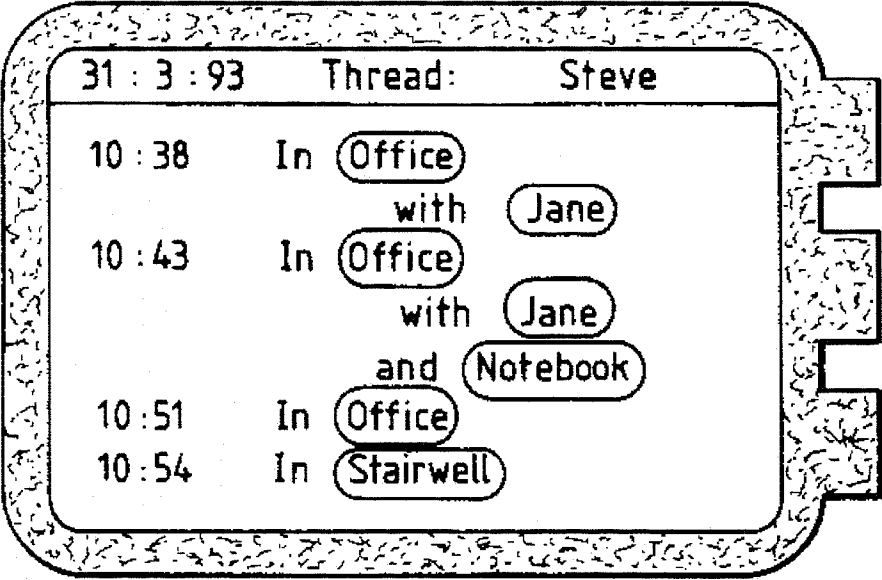 31 : 3 : 93 Thread: Steve
10 : 38 In Office
with Jane
10 : 43 In Office
with Jane
and Notebook
10 : 51 In Office
10 : 54 In Stairwell